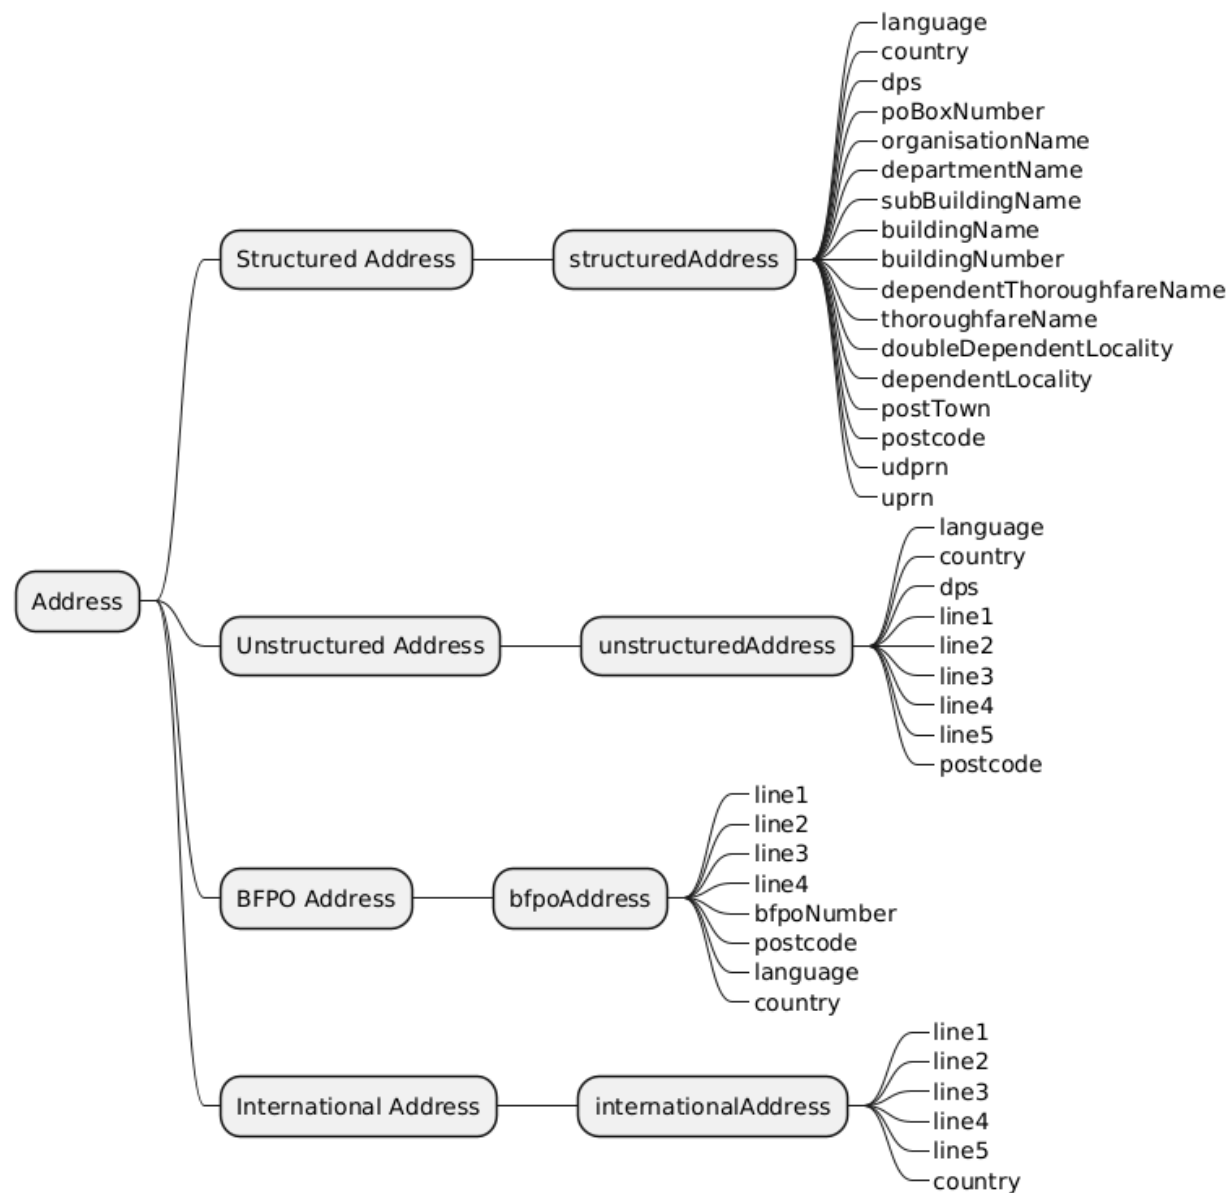 Address
Structured Address
structuredAddress
language
country
dps
poBoxNumber
organisationName
departmentName
subBuildingName
buildingName
buildingNumber
dependentThoroughfareName
thoroughfareName
doubleDependentLocality
dependentLocality
postTown
postcode
udprn
uprn
Unstructured Address
unstructuredAddress
language
country
dps
line1
line2
line3
line4
line5
postcode
BFPO Address
bfpoAddress
line1
line2
line3
line4
bfpoNumber
postcode
language
country
International Address
internationalAddress
line1
line2
line3
line4
line5
country